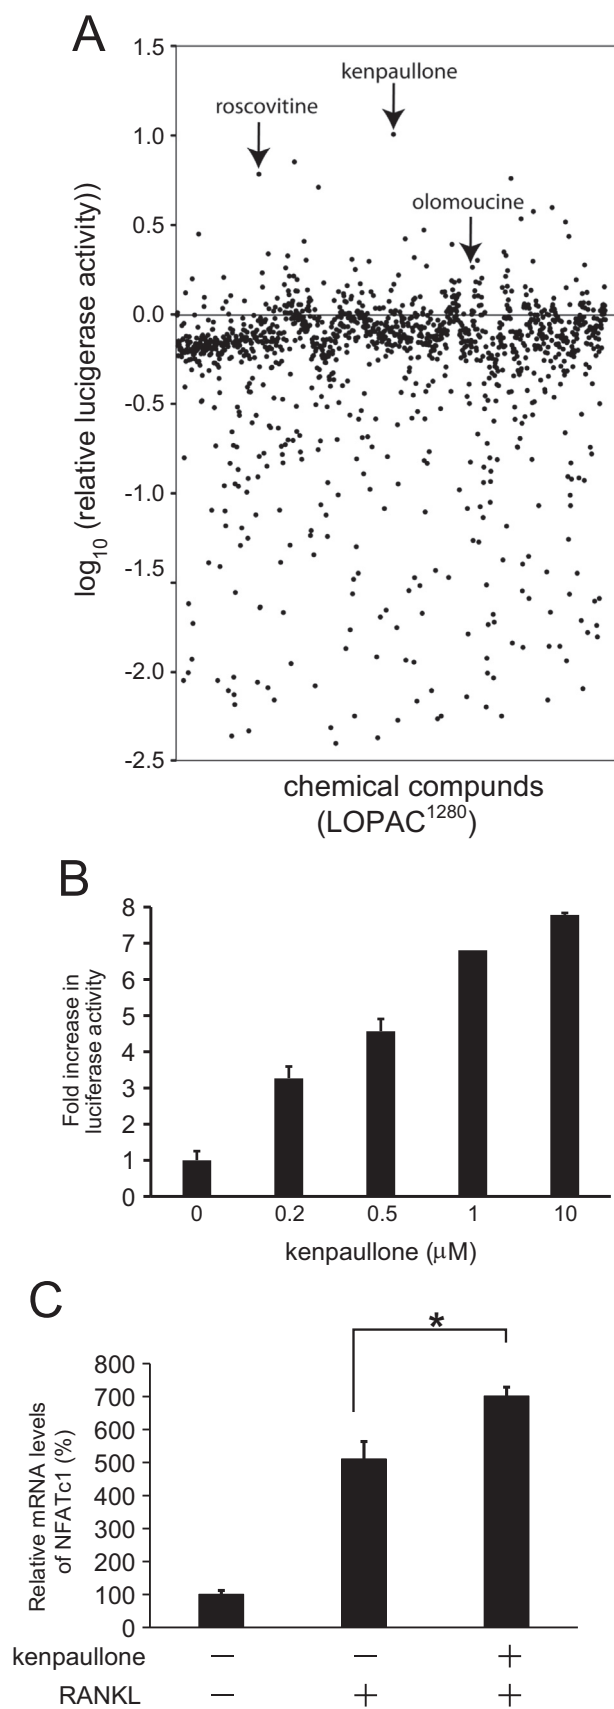 A
1.5
kenpaullone
roscovitine
1.0
olomoucine
0.5
0.0
-0.5
-1.0
-1.5
-2.0
-2.5
log10 (relative lucigerase activity))
chemical compunds
(LOPAC1280)
B
8
7
6
5
4
3
2
1
0
Fold increase in
luciferase activity
0 0.2 0.5 1 10
kenpaullone (μM)
C
*
800
700
600
500
400
300
200
100
0
Relative mRNA levels
of NFATc1 (%)
kenpaullone — — +
RANKL — + +